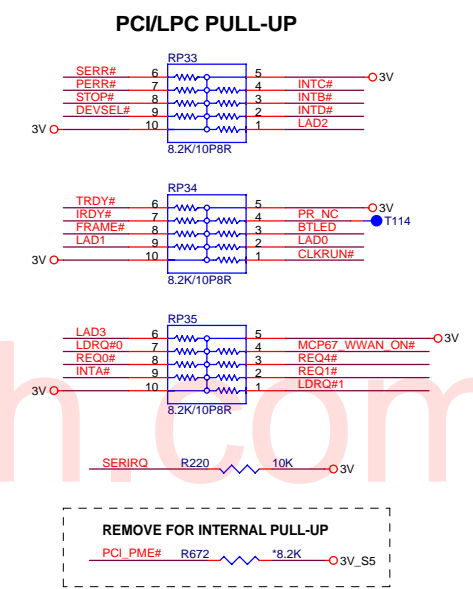 PCI/LPC PULL-UP
RP33
SERR# 6 5 3V
PERR# 7 4 INTC#
STOP# 8 3 INTB#
DEVSEL# 9 2 INTD#
3V 10 1 LAD2
8.2K/10P8R
RP34
TRDY# 6 5 3V
IRDY# 7 4 PR_NC T114
FRAME# 8 3 BTLED
LAD1 9 2 LAD0
3V 10 1 CLKRUN#
8.2K/10P8R
RP35
LAD3 6 5 3V
LDRQ#0 7 4 MCP67_WWAN_ON#
REQ0# 8 3 REQ4#
INTA# 9 2 REQ1#
3V 10 1 LDRQ#1
8.2K/10P8R
h.com
SERIRQ R220 10K 3V
REMOVE FOR INTERNAL PULL-UP
PCI_PME# R672 *8.2K 3V_S5